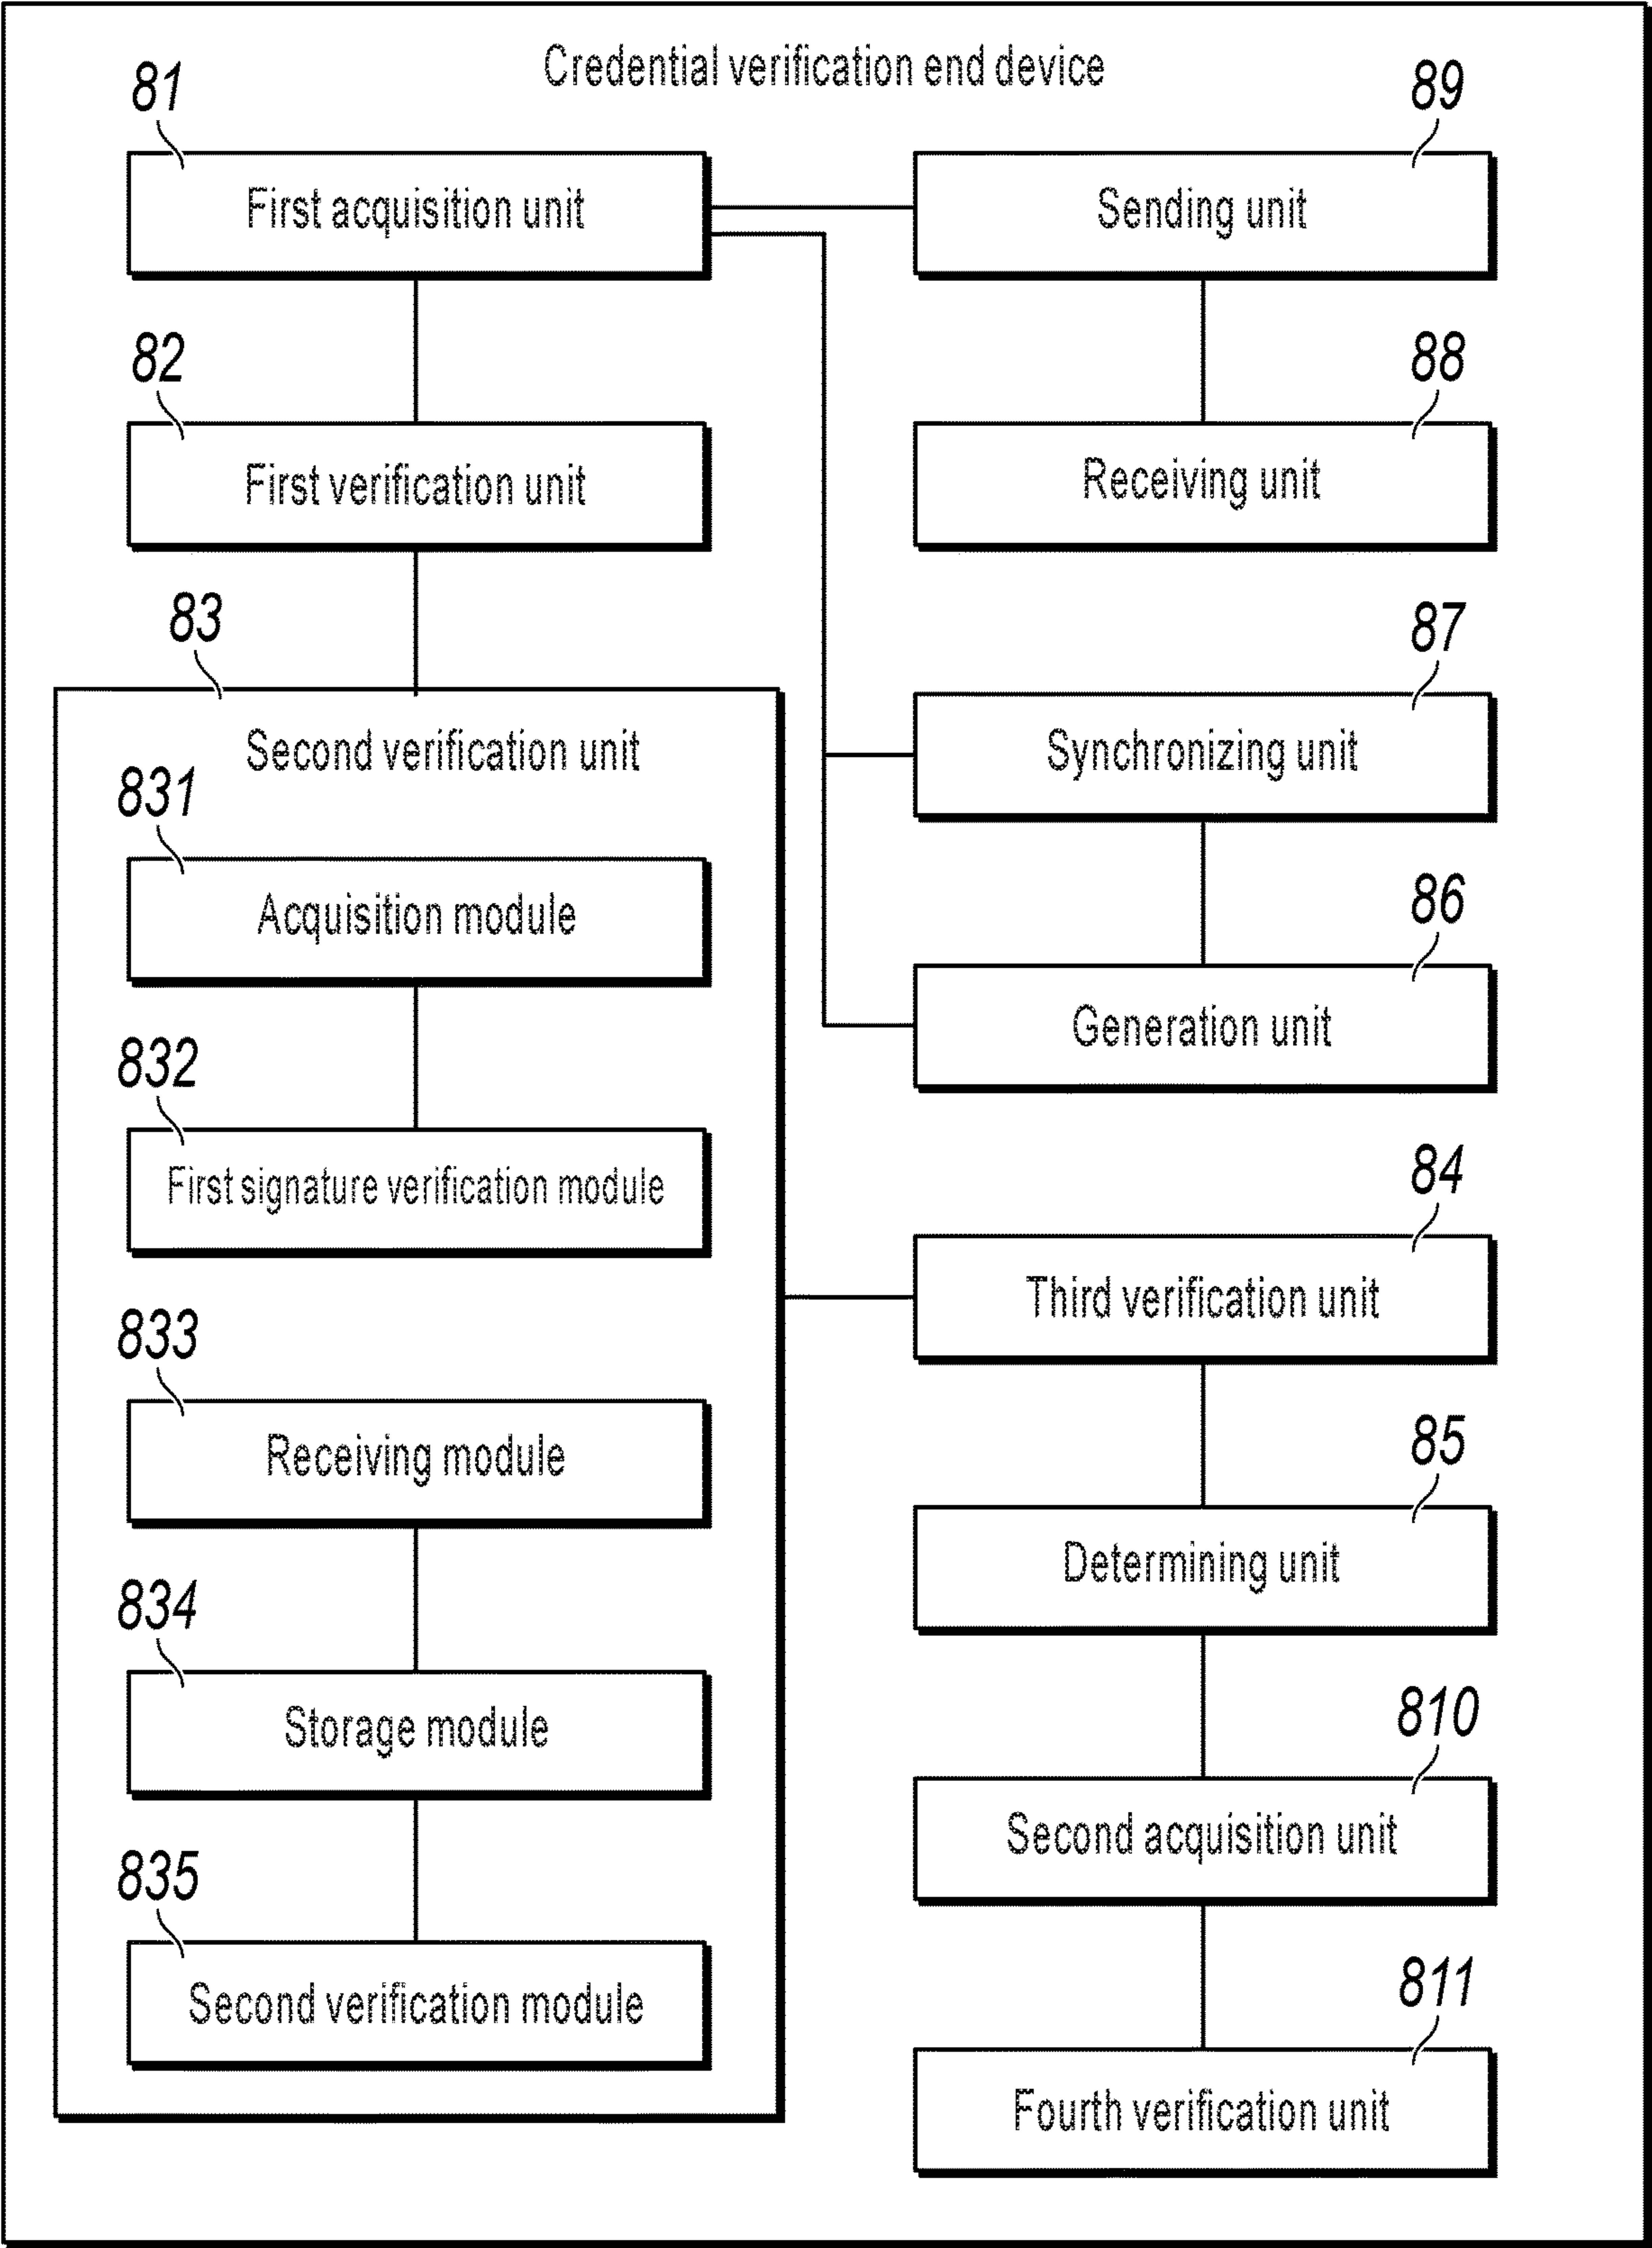 Credential verification end device
81
First acquisition unit
89
Sending unit
82
First verification unit
88
Receiving unit
83
Second verification unit
87
Synchronizing unit
831
Acquisition module
86
Generation unit
832
First signature verification module
84
Third verification unit
833
Receiving module
85
Determining unit
834
Storage module
810
Second acquisition unit
835
Second verification module
811
Fourth verification unit